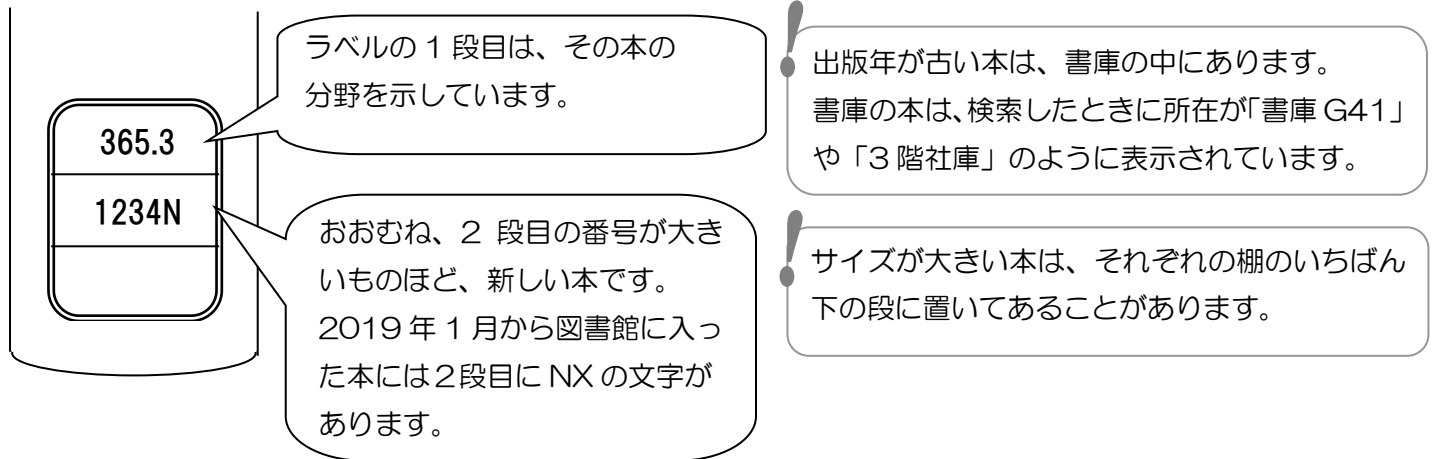 365.3
1234N
ラベルの1段目は、その本の
分野を示しています。
おおむね、2 段目の番号が大き
いものほど、新しい本です。
2019年1月から図書館に入っ
た本には2段目に NX の文字が
あります。
出版年が古い本は、書庫の中にあります。
書庫の本は、検索したときに所在が「書庫 G41」
や「3階社庫」のように表示されています。
サイズが大きい本は、それぞれの棚のいちばん
下の段に置いてあることがあります。